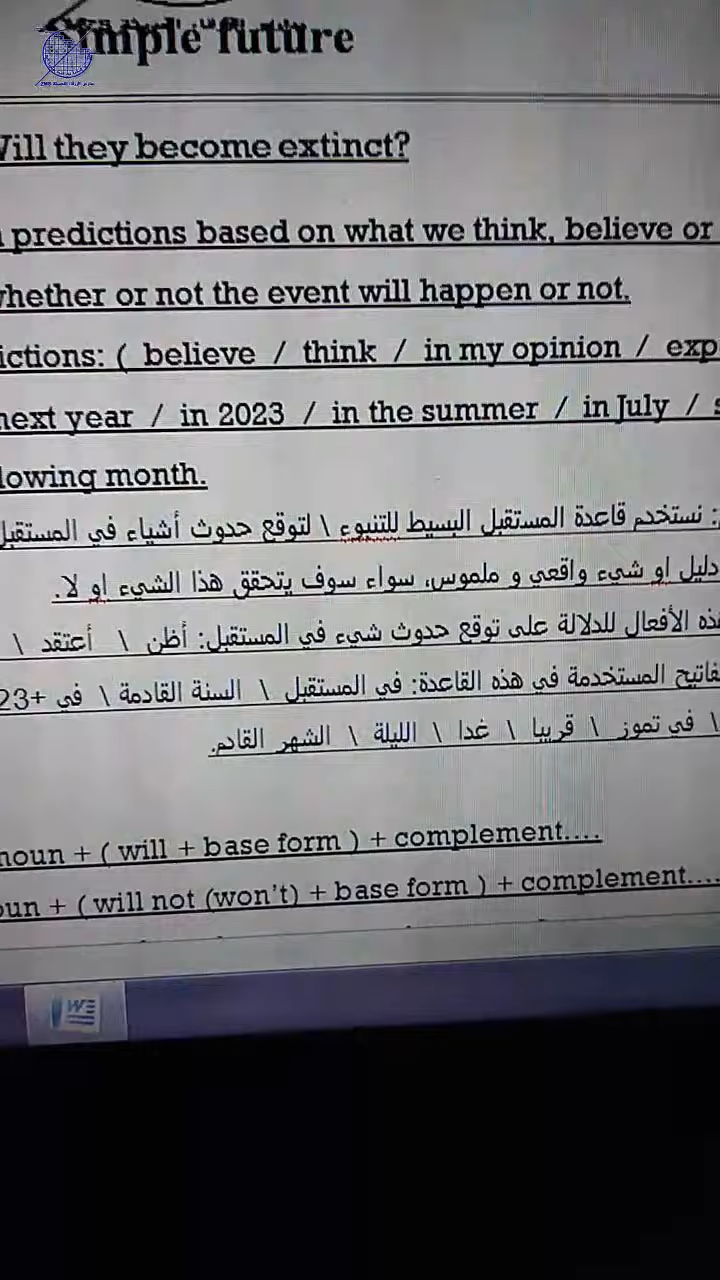 Simple future
Will they become extinct?
predictions based on what we think, believe or
whether or not the event will happen or not.
ictions: ( believe / think / in my opinion / exp
next year / in 2023 / in the summer / in July / s
lowing month.
: نستخدم قاعدة المستقبل البسيط للتنبوء \ لتوقع حدوث أشياء في المستقبل
دليل او شيء واقعي و ملموس، سواء سوف يتحقق هذا الشيء او لا.
ذه الأفعال للدلالة على توقع حدوث شيء في المستقبل: أظن \ أعتقد \
فاتيح المستخدمة في هذه القاعدة: في المستقبل \ السنة القادمة \ في +23
\ في تموز \ قريبا \ غدا \ الليلة \ الشهر القادم.
noun + ( will + base form ) + complement....
oun + ( will not (won't) + base form ) + complement....